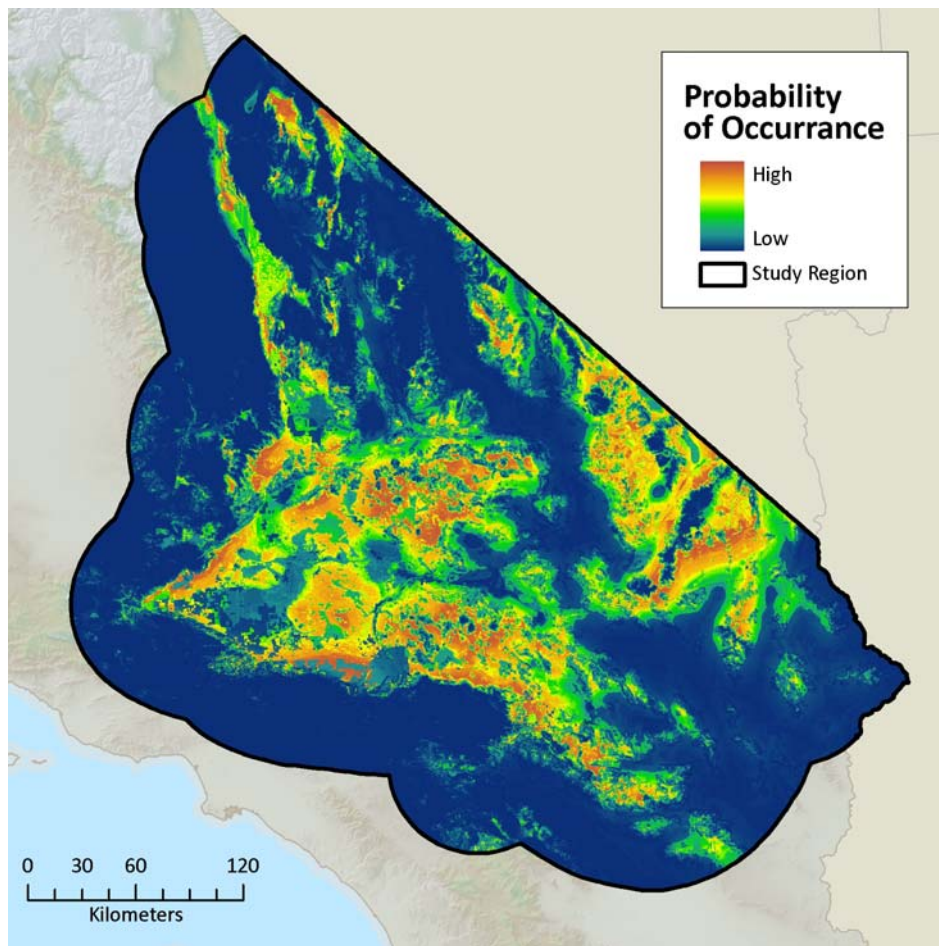 Probability
of Occurrance
High
Low
Study Region
0 30 60 120
Kilometers